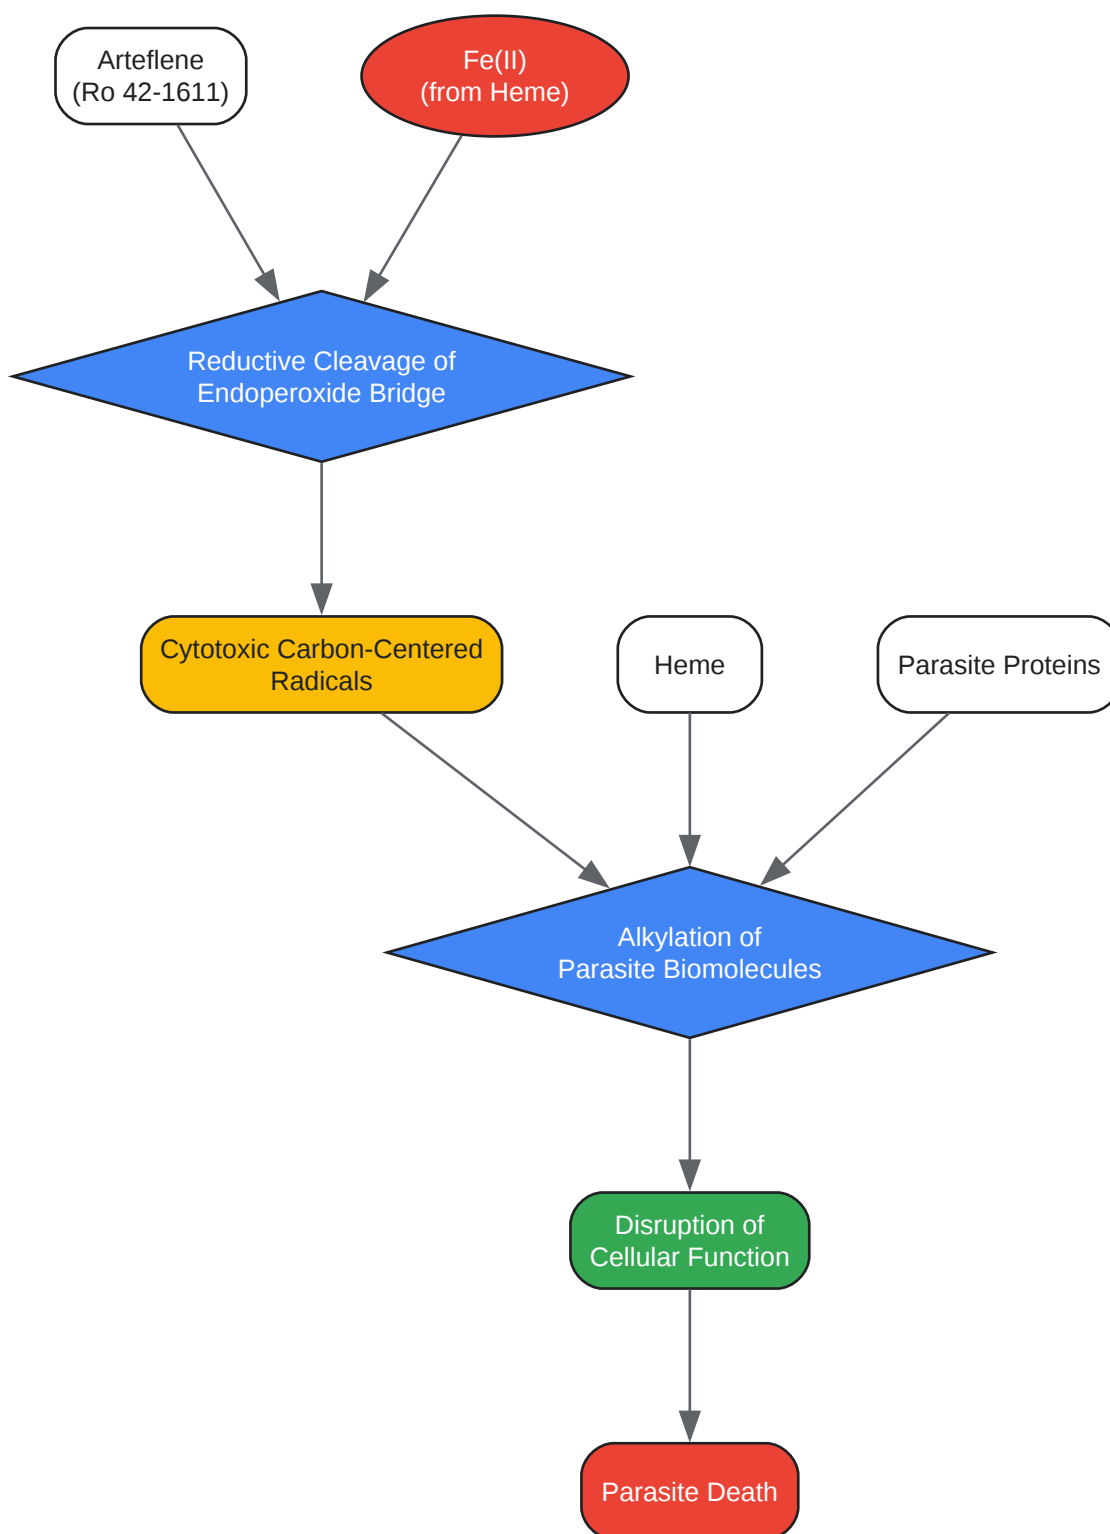 Arteflene
(Ro 42-1611)
Fe(II)
(from Heme)
Reductive Cleavage of
Endoperoxide Bridge
Cytotoxic Carbon-Centered
Radicals
Heme
Parasite Proteins
Alkylation of
Parasite Biomolecules
Disruption of
Cellular Function
Parasite Death